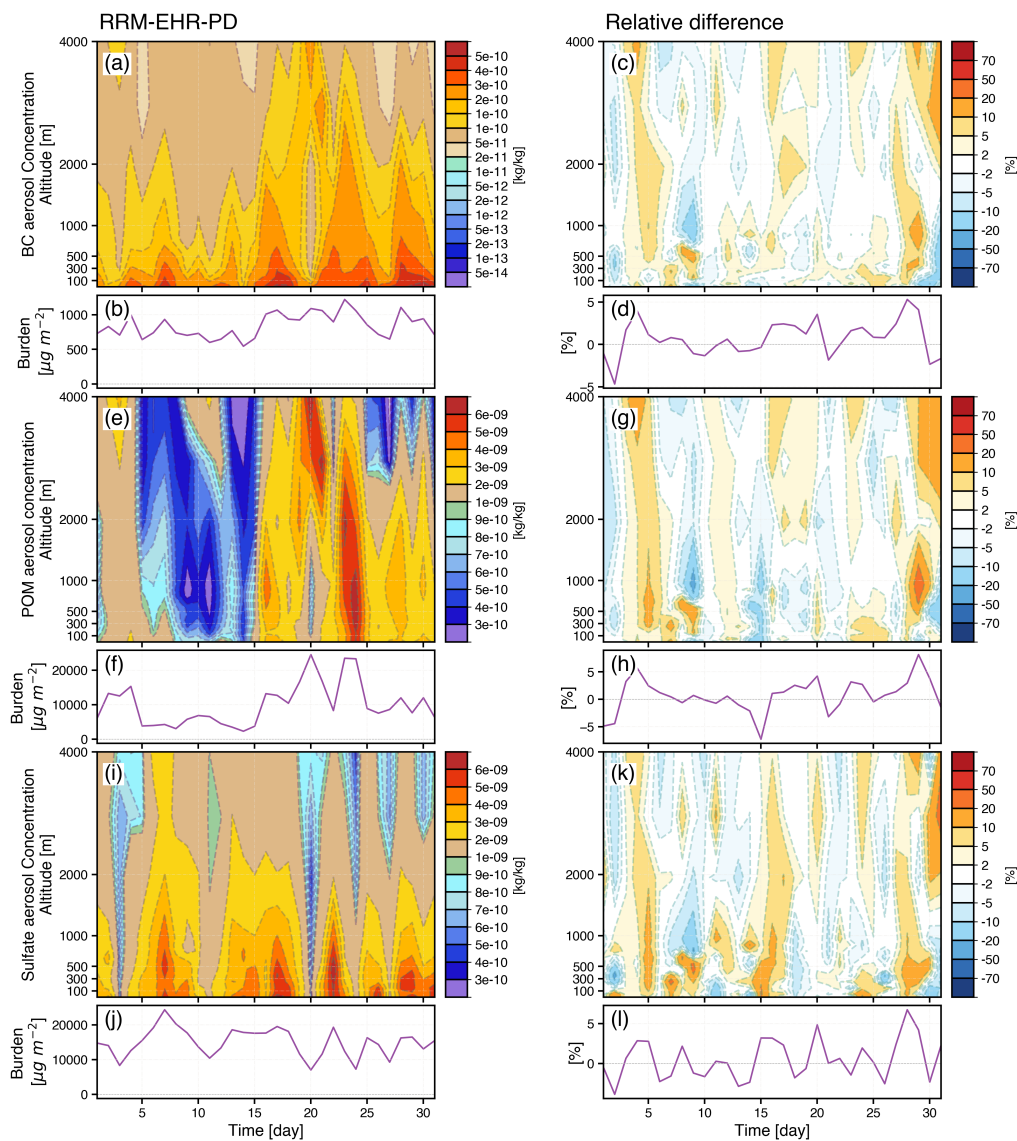 RRM-EHR-PD
Relative difference
BC aerosol Concentration
Altitude [m]
4000
2000
1000
500
300
100
(a)
5e-10
4e-10
3e-10
2e-10
1e-10
1e-10
5e-11
2e-11
1e-11
5e-12
2e-12
1e-12
5e-13
2e-13
1e-13
5e-14
[kg/kg]
4000
2000
1000
500
300
100
(c)
70
50
20
10
5
2
-2
-5
-10
-20
-50
-70
[%]
Burden
[μg m−2]
1000
500
0
(b)
[%]
5
0
−5
(d)
POM aerosol concentration
Altitude [m]
4000
2000
1000
500
300
100
(e)
6e-09
5e-09
4e-09
3e-09
2e-09
1e-09
9e-10
8e-10
7e-10
6e-10
5e-10
4e-10
3e-10
[kg/kg]
4000
2000
1000
500
300
100
(g)
70
50
20
10
5
2
-2
-5
-10
-20
-50
-70
[%]
Burden
[μg m−2]
20000
10000
0
(f)
[%]
5
0
−5
(h)
Sulfate aerosol Concentration
Altitude [m]
4000
2000
1000
500
300
100
(i)
6e-09
5e-09
4e-09
3e-09
2e-09
1e-09
9e-10
8e-10
7e-10
6e-10
5e-10
4e-10
3e-10
[kg/kg]
4000
2000
1000
500
300
100
(k)
70
50
20
10
5
2
-2
-5
-10
-20
-50
-70
[%]
Burden
[μg m−2]
20000
10000
0
(j)
5 10 15 20 25 30
Time [day]
[%]
5
0
(l)
5 10 15 20 25 30
Time [day]